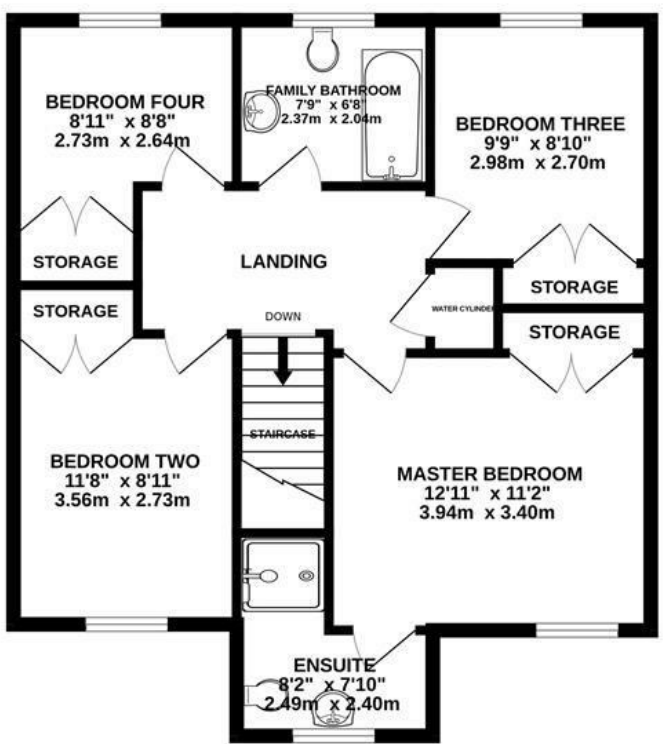 BEDROOM FOUR
8'11" x 8'8"
2.73m x 2.64m
FAMILY BATHROOM
7'9" x 6'8"
2.37m x 2.04m
BEDROOM THREE
9'9" x 8'10"
2.98m x 2.70m
STORAGE
LANDING
STORAGE
STORAGE
WATER CYLINDER
DOWN
STORAGE
STAIRCASE
BEDROOM TWO
11'8" x 8'11"
3.56m x 2.73m
MASTER BEDROOM
12'11" x 11'2"
3.94m x 3.40m
ENSUITE
8'2" x 7'10"
2.49m x 2.40m